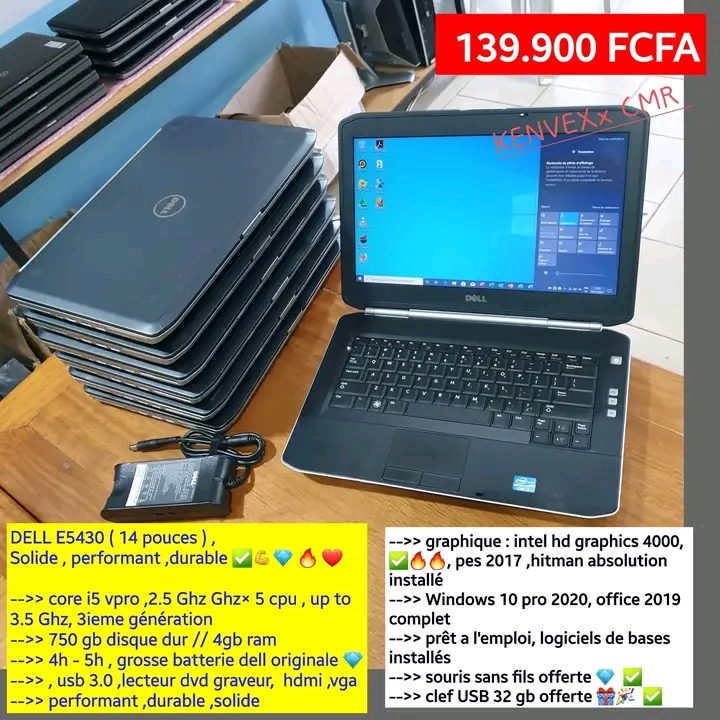 139.900 FCFA
KENVEXx CMR
DELL
DELL
DELL E5430 ( 14 pouces ) ,
Solide , performant ,durable ✅💪💎 🔥❤️
-->> core i5 vpro ,2.5 Ghz Ghz× 5 cpu , up to
3.5 Ghz, 3ieme génération
-->> 750 gb disque dur // 4gb ram
-->> 4h - 5h , grosse batterie dell originale 💎
-->> , usb 3.0 ,lecteur dvd graveur,  hdmi ,vga
-->> performant ,durable ,solide
-->> graphique : intel hd graphics 4000,
✅🔥🔥, pes 2017 ,hitman absolution
installé
-->> Windows 10 pro 2020, office 2019
complet
-->> prêt a l'emploi, logiciels de bases
installés
-->> souris sans fils offerte 💎 ✅
-->> clef USB 32 gb offerte 🎁🎉 ✅